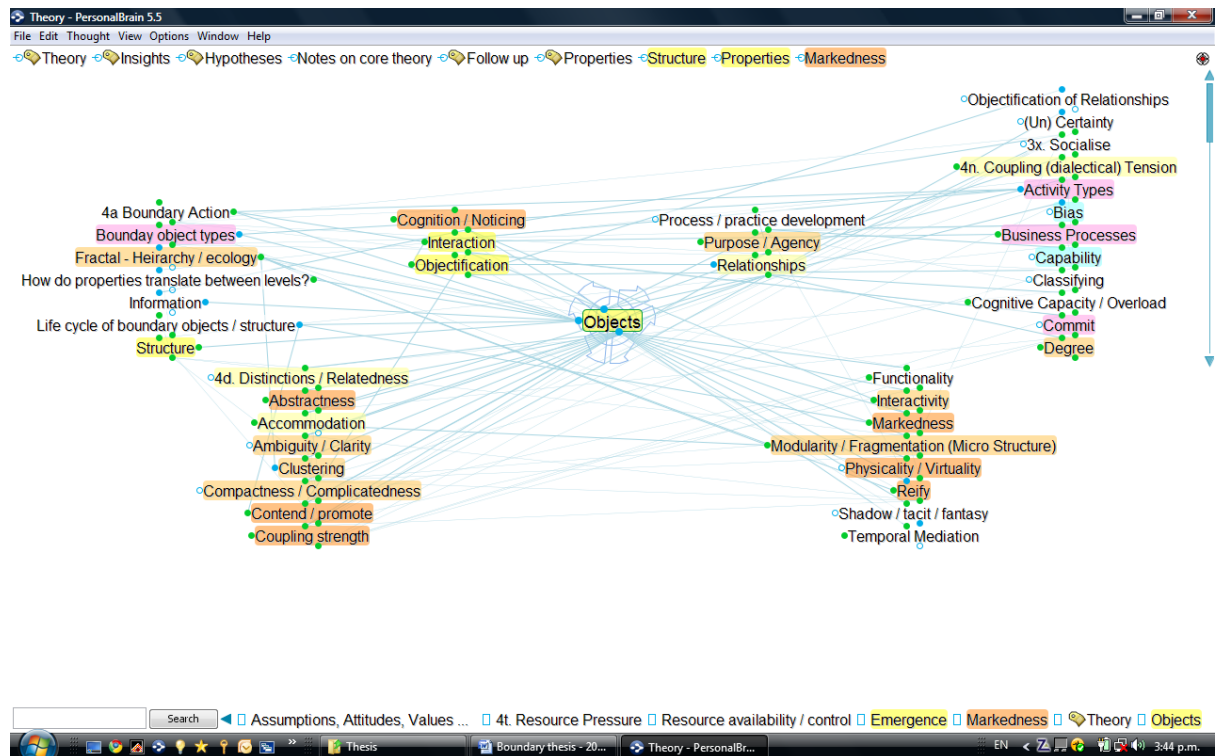 Theory - PersonalBrain 5.5
File Edit Thought View Options Window Help
Theory Insights Hypotheses Notes on core theory Follow up Properties Structure Properties Markedness
Objectification of Relationships
(Un) Certainty
3x. Socialise
4n. Coupling (dialectical) Tension
Activity Types
Bias
Business Processes
Capability
Classifying
Cognitive Capacity / Overload
Commit
Degree
4a Boundary Action
Bounday object types
Fractal - Heirarchy / ecology
How do properties translate between levels?
Information
Life cycle of boundary objects / structure
Structure
Cognition / Noticing
Interaction
Objectification
Process / practice development
Purpose / Agency
Relationships
Objects
4d. Distinctions / Relatedness
Abstractness
Accommodation
Ambiguity / Clarity
Clustering
Compactness / Complicatedness
Contend / promote
Coupling strength
Functionality
Interactivity
Markedness
Modularity / Fragmentation (Micro Structure)
Physicality / Virtuality
Reify
Shadow / tacit / fantasy
Temporal Mediation
Search Assumptions, Attitudes, Values ... 4t. Resource Pressure Resource availability / control Emergence Markedness Theory Objects
Thesis Boundary thesis - 20... Theory - PersonalBr... EN 3:44 p.m.